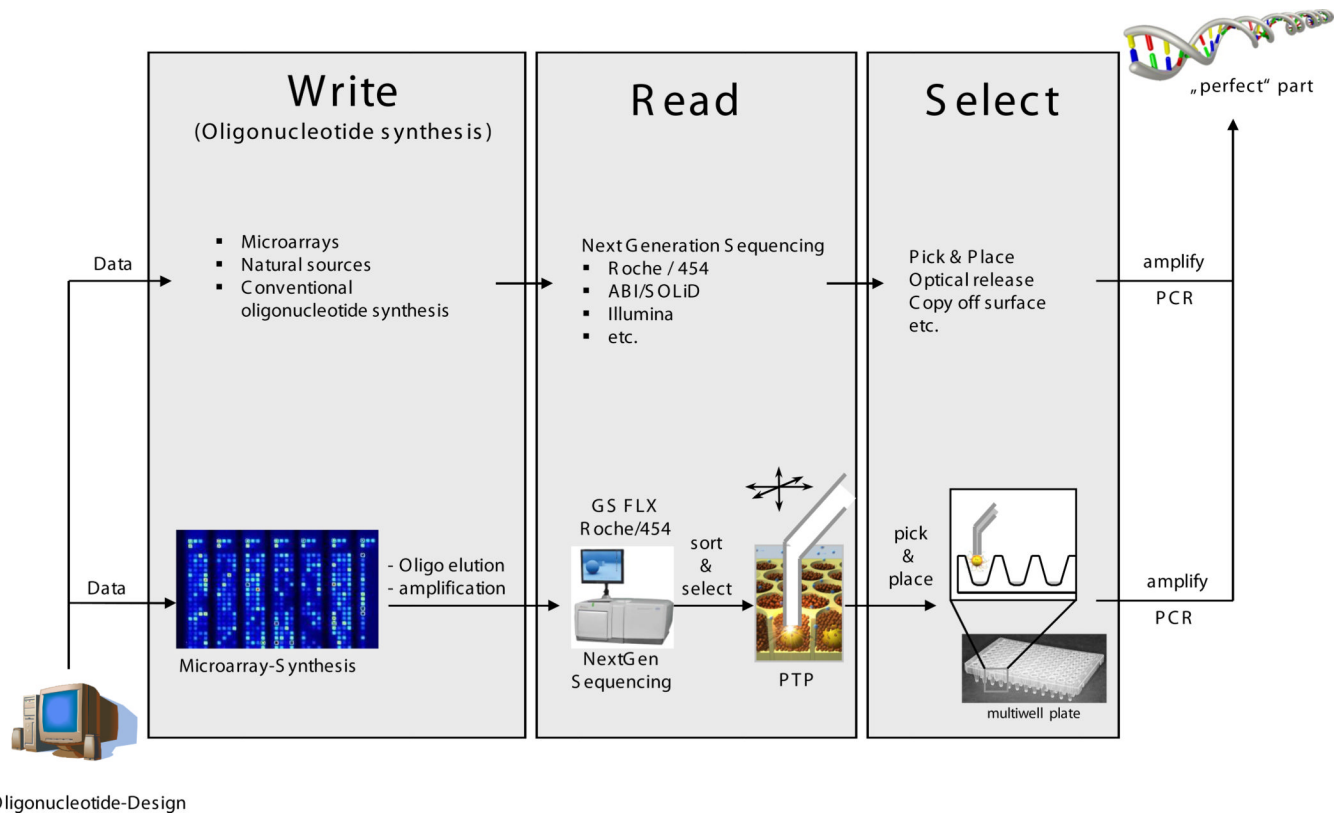 Write
(Oligonucleotide synthesis)
Read
Select
„perfect“ part
Data
▪ Microarrays
▪ Natural sources
▪ Conventional
oligonucleotide synthesis
Next Generation Sequencing
▪ Roche / 454
▪ ABI/SOLiD
▪ Illumina
▪ etc.
Pick & Place
Optical release
Copy off surface
etc.
amplify
PCR
Data
Microarray-Synthesis
- Oligo elution
- amplification
GS FLX
Roche/454
NextGen
Sequencing
sort
&
select
PTP
pick
&
place
multiwell plate
amplify
PCR
Oligonucleotide-Design